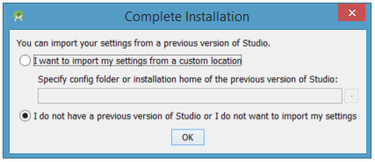 Complete Installation
You can import your settings from a previous version of Studio.
I want to import my settings from a custom location
Specify config folder or installation home of the previous version of Studio:
I do not have a previous version of Studio or I do not want to import my settings
OK